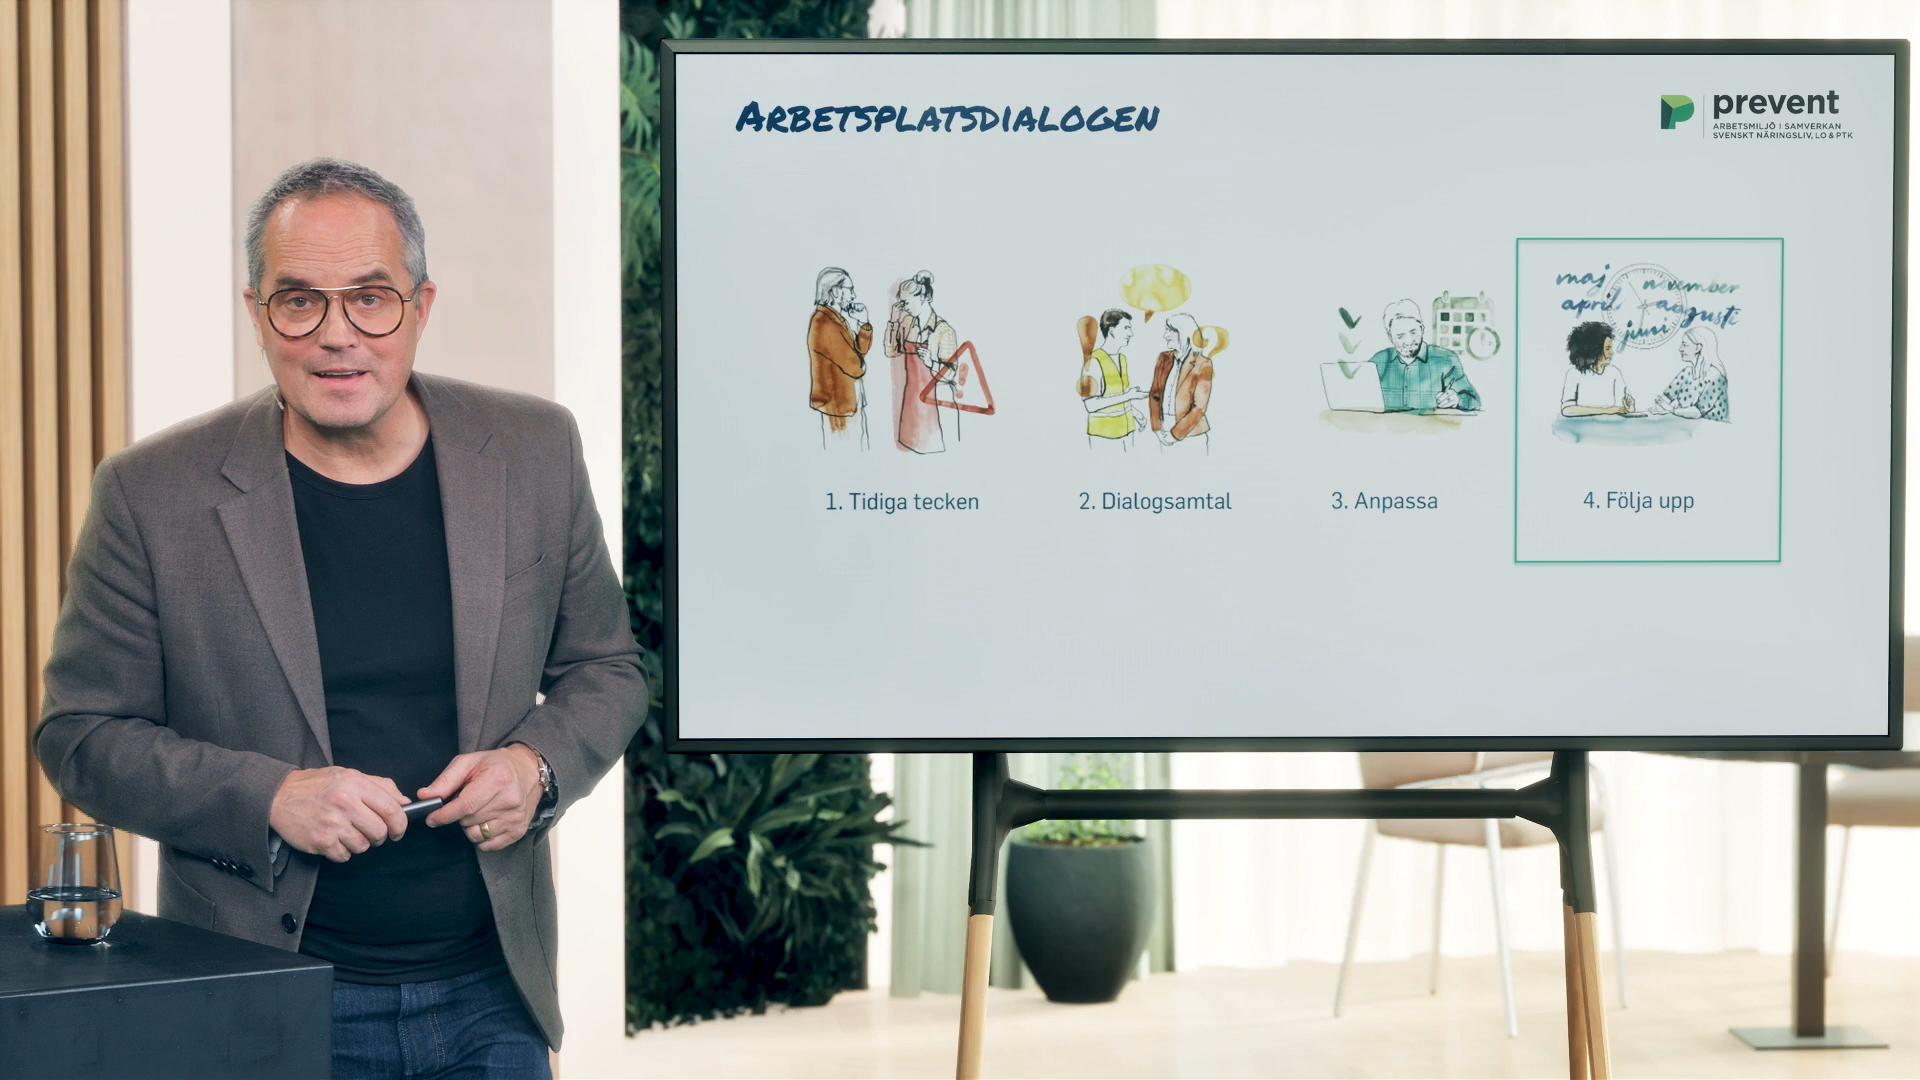 ARBETSPLATSDIALOGEN
prevent
ARBETSMILJÖ I SAMVERKAN
SVENSKT NÄRINGSLIV, LO & PTK
maj
november
april
augusti
juni
1. Tidiga tecken
2. Dialogsamtal
3. Anpassa
4. Följa upp